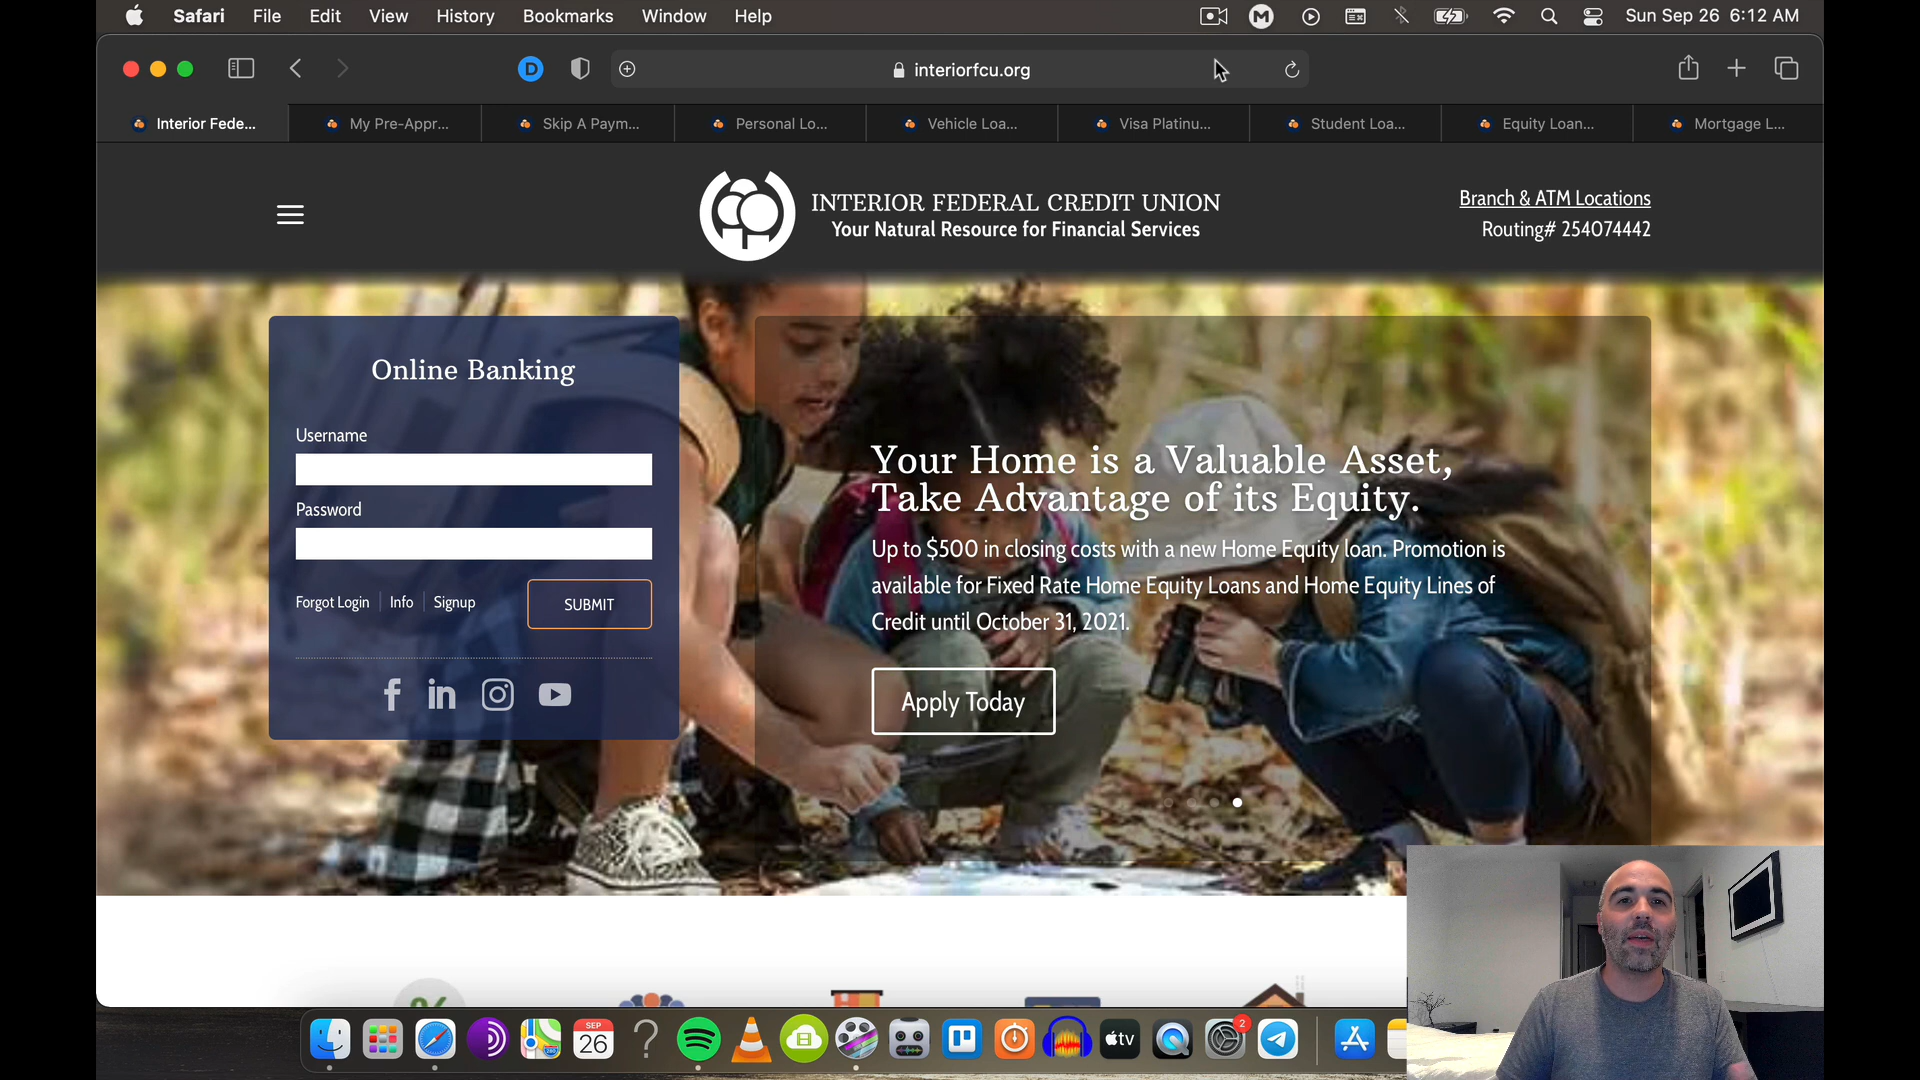 Safari File Edit View History Bookmarks Window Help Sun Sep 26 6:12 AM
interiorfcu.org
Interior Fede... My Pre-Appr... Skip A Paym... Personal Lo... Vehicle Loa... Visa Platinu... Student Loa... Equity Loan... Mortgage L...
INTERIOR FEDERAL CREDIT UNION
Your Natural Resource for Financial Services
Branch & ATM Locations
Routing# 254074442
Online Banking
Username
Password
Forgot Login Info Signup SUBMIT
Your Home is a Valuable Asset,
Take Advantage of its Equity.
Up to $500 in closing costs with a new Home Equity loan. Promotion is
available for Fixed Rate Home Equity Loans and Home Equity Lines of
Credit until October 31, 2021.
Apply Today
SEP
26
tv
2